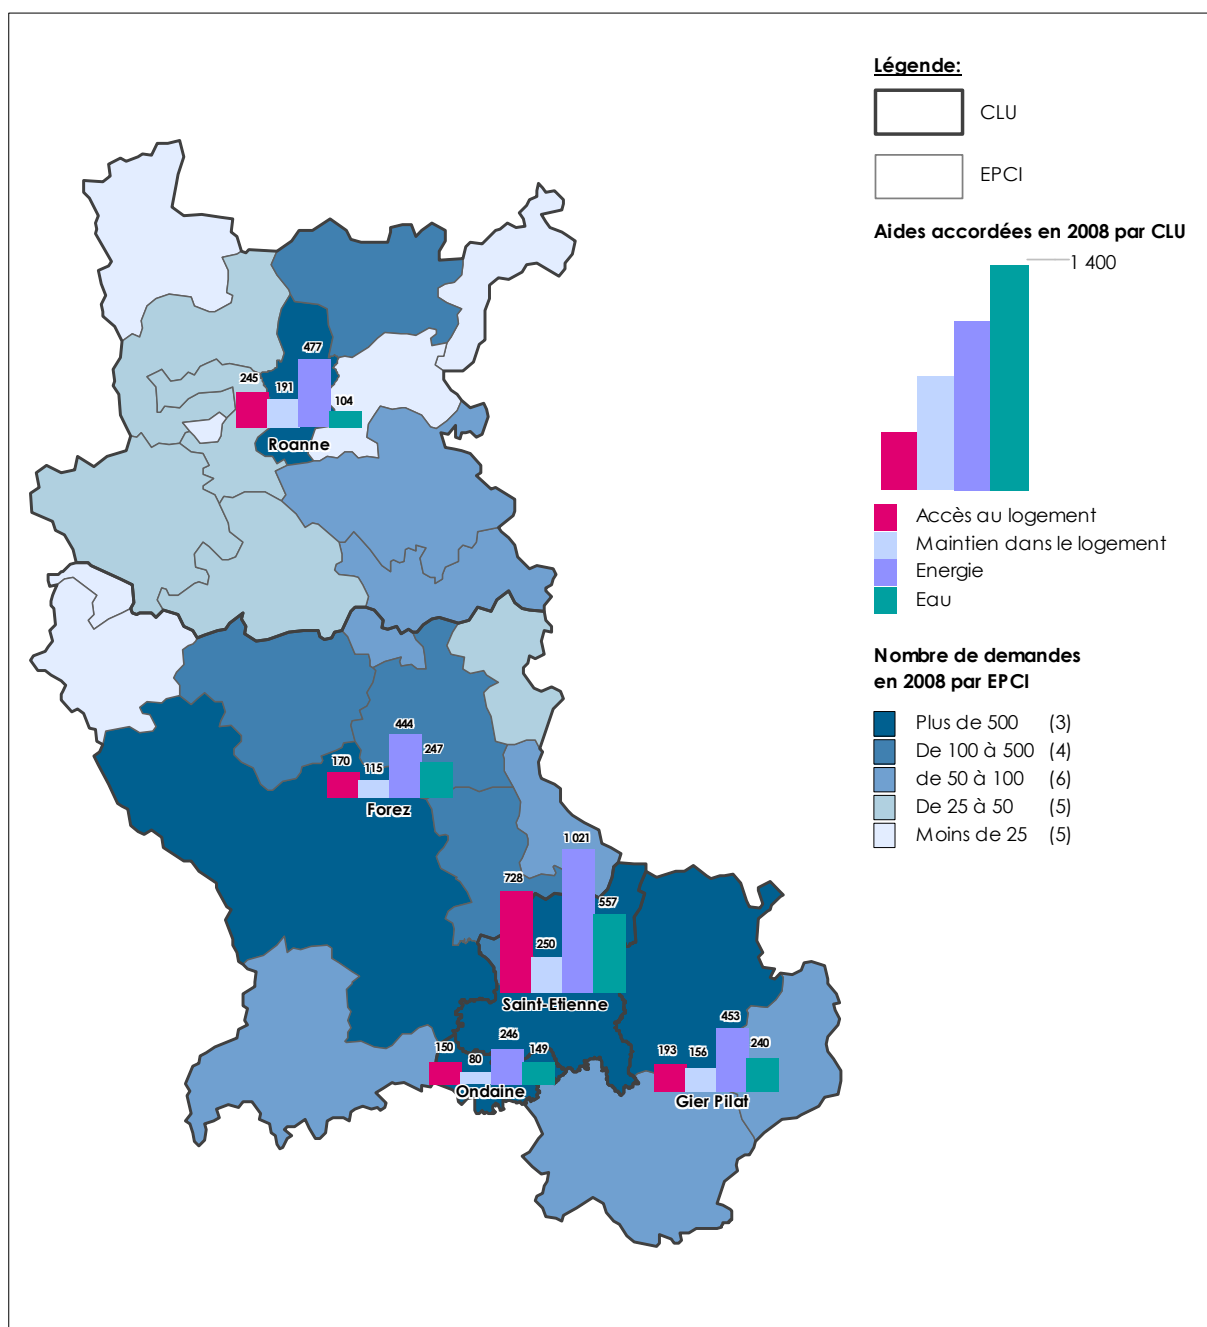 Légende:
CLU
EPCI
Aides accordées en 2008 par CLU
1 400
Accès au logement
Maintien dans le logement
Energie
Eau
Nombre de demandes
en 2008 par EPCI
Plus de 500 (3)
De 100 à 500 (4)
de 50 à 100 (6)
De 25 à 50 (5)
Moins de 25 (5)
477
245
191
104
Roanne
444
247
170
115
Forez
1 021
728
557
250
Saint-Etienne
246
150
149
80
Ondaine
453
240
193
156
Gier Pilat